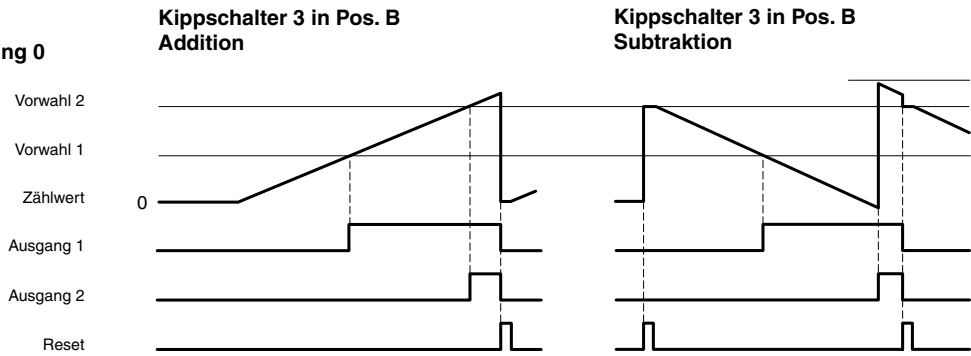 Kippschalter 3 in Pos. B
Addition
Kippschalter 3 in Pos. B
Subtraktion
ng 0
Vorwahl 2
Vorwahl 1
Zählwert
0
Ausgang 1
Ausgang 2
Reset